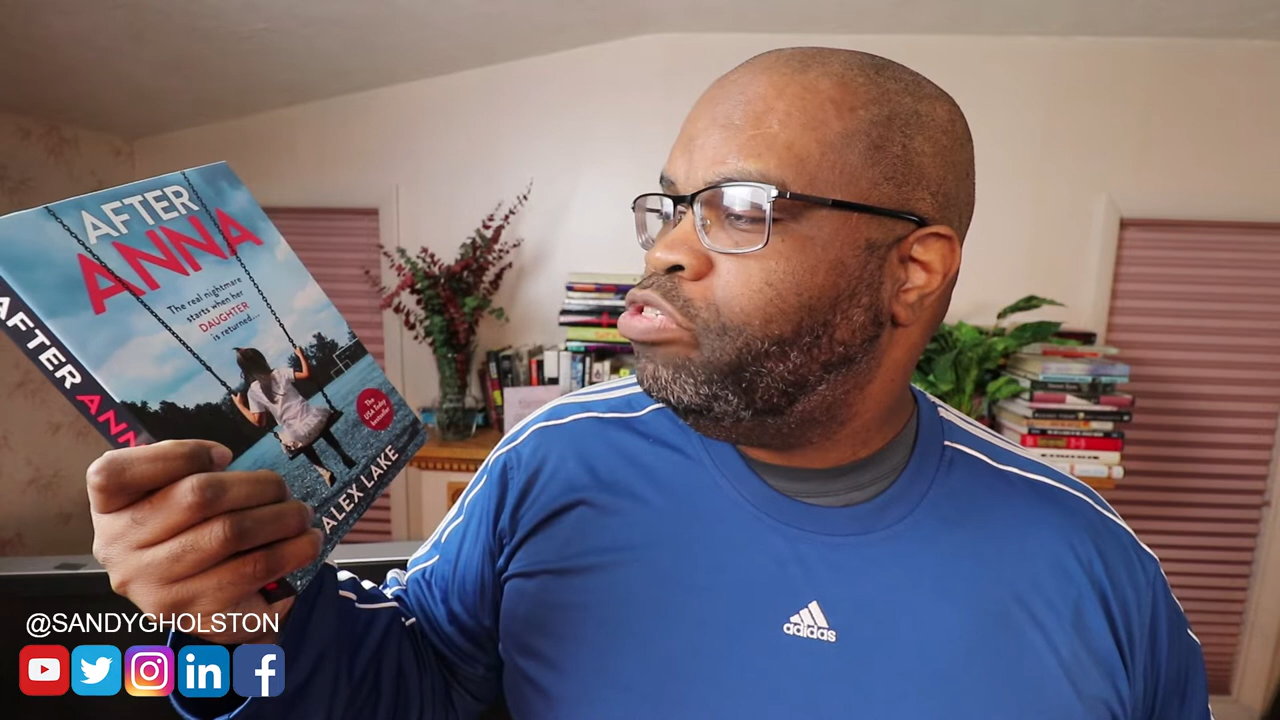 AFTER
ANNA
The real nightmare
starts when her
DAUGHTER
is returned...
The
USA Today
bestseller
ALEX LAKE
AFTER ANN
adidas
@SANDYGHOLSTON
in
f